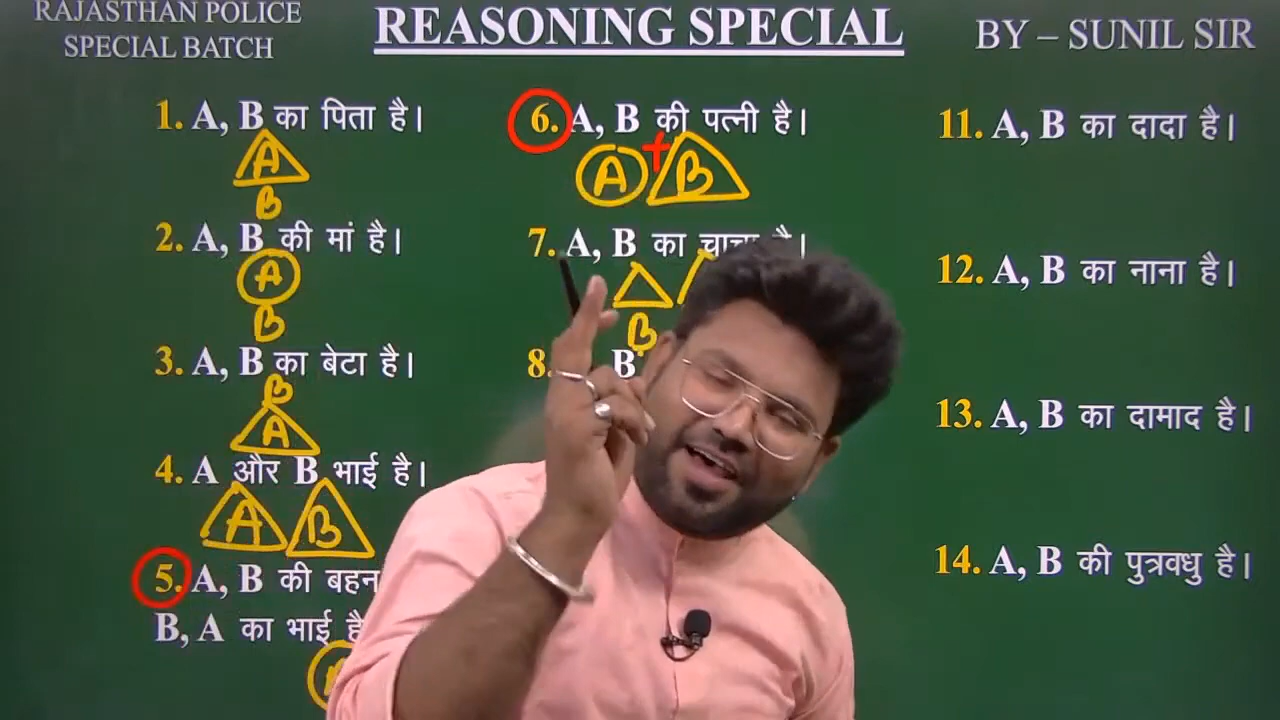 RAJASTHAN POLICE
SPECIAL BATCH
REASONING SPECIAL
BY – SUNIL SIR
1. A, B का पिता है।
A
B
2. A, B की मां है।
A
B
3. A, B का बेटा है।
B
A
4. A और B भाई है।
A B
5. A, B की बहन
B, A का भाई है
6. A, B की पत्नी है।
A + B
7. A, B का चाचा है।
B
8. B
11. A, B का दादा है।
12. A, B का नाना है।
13. A, B का दामाद है।
14. A, B की पुत्रवधु है।